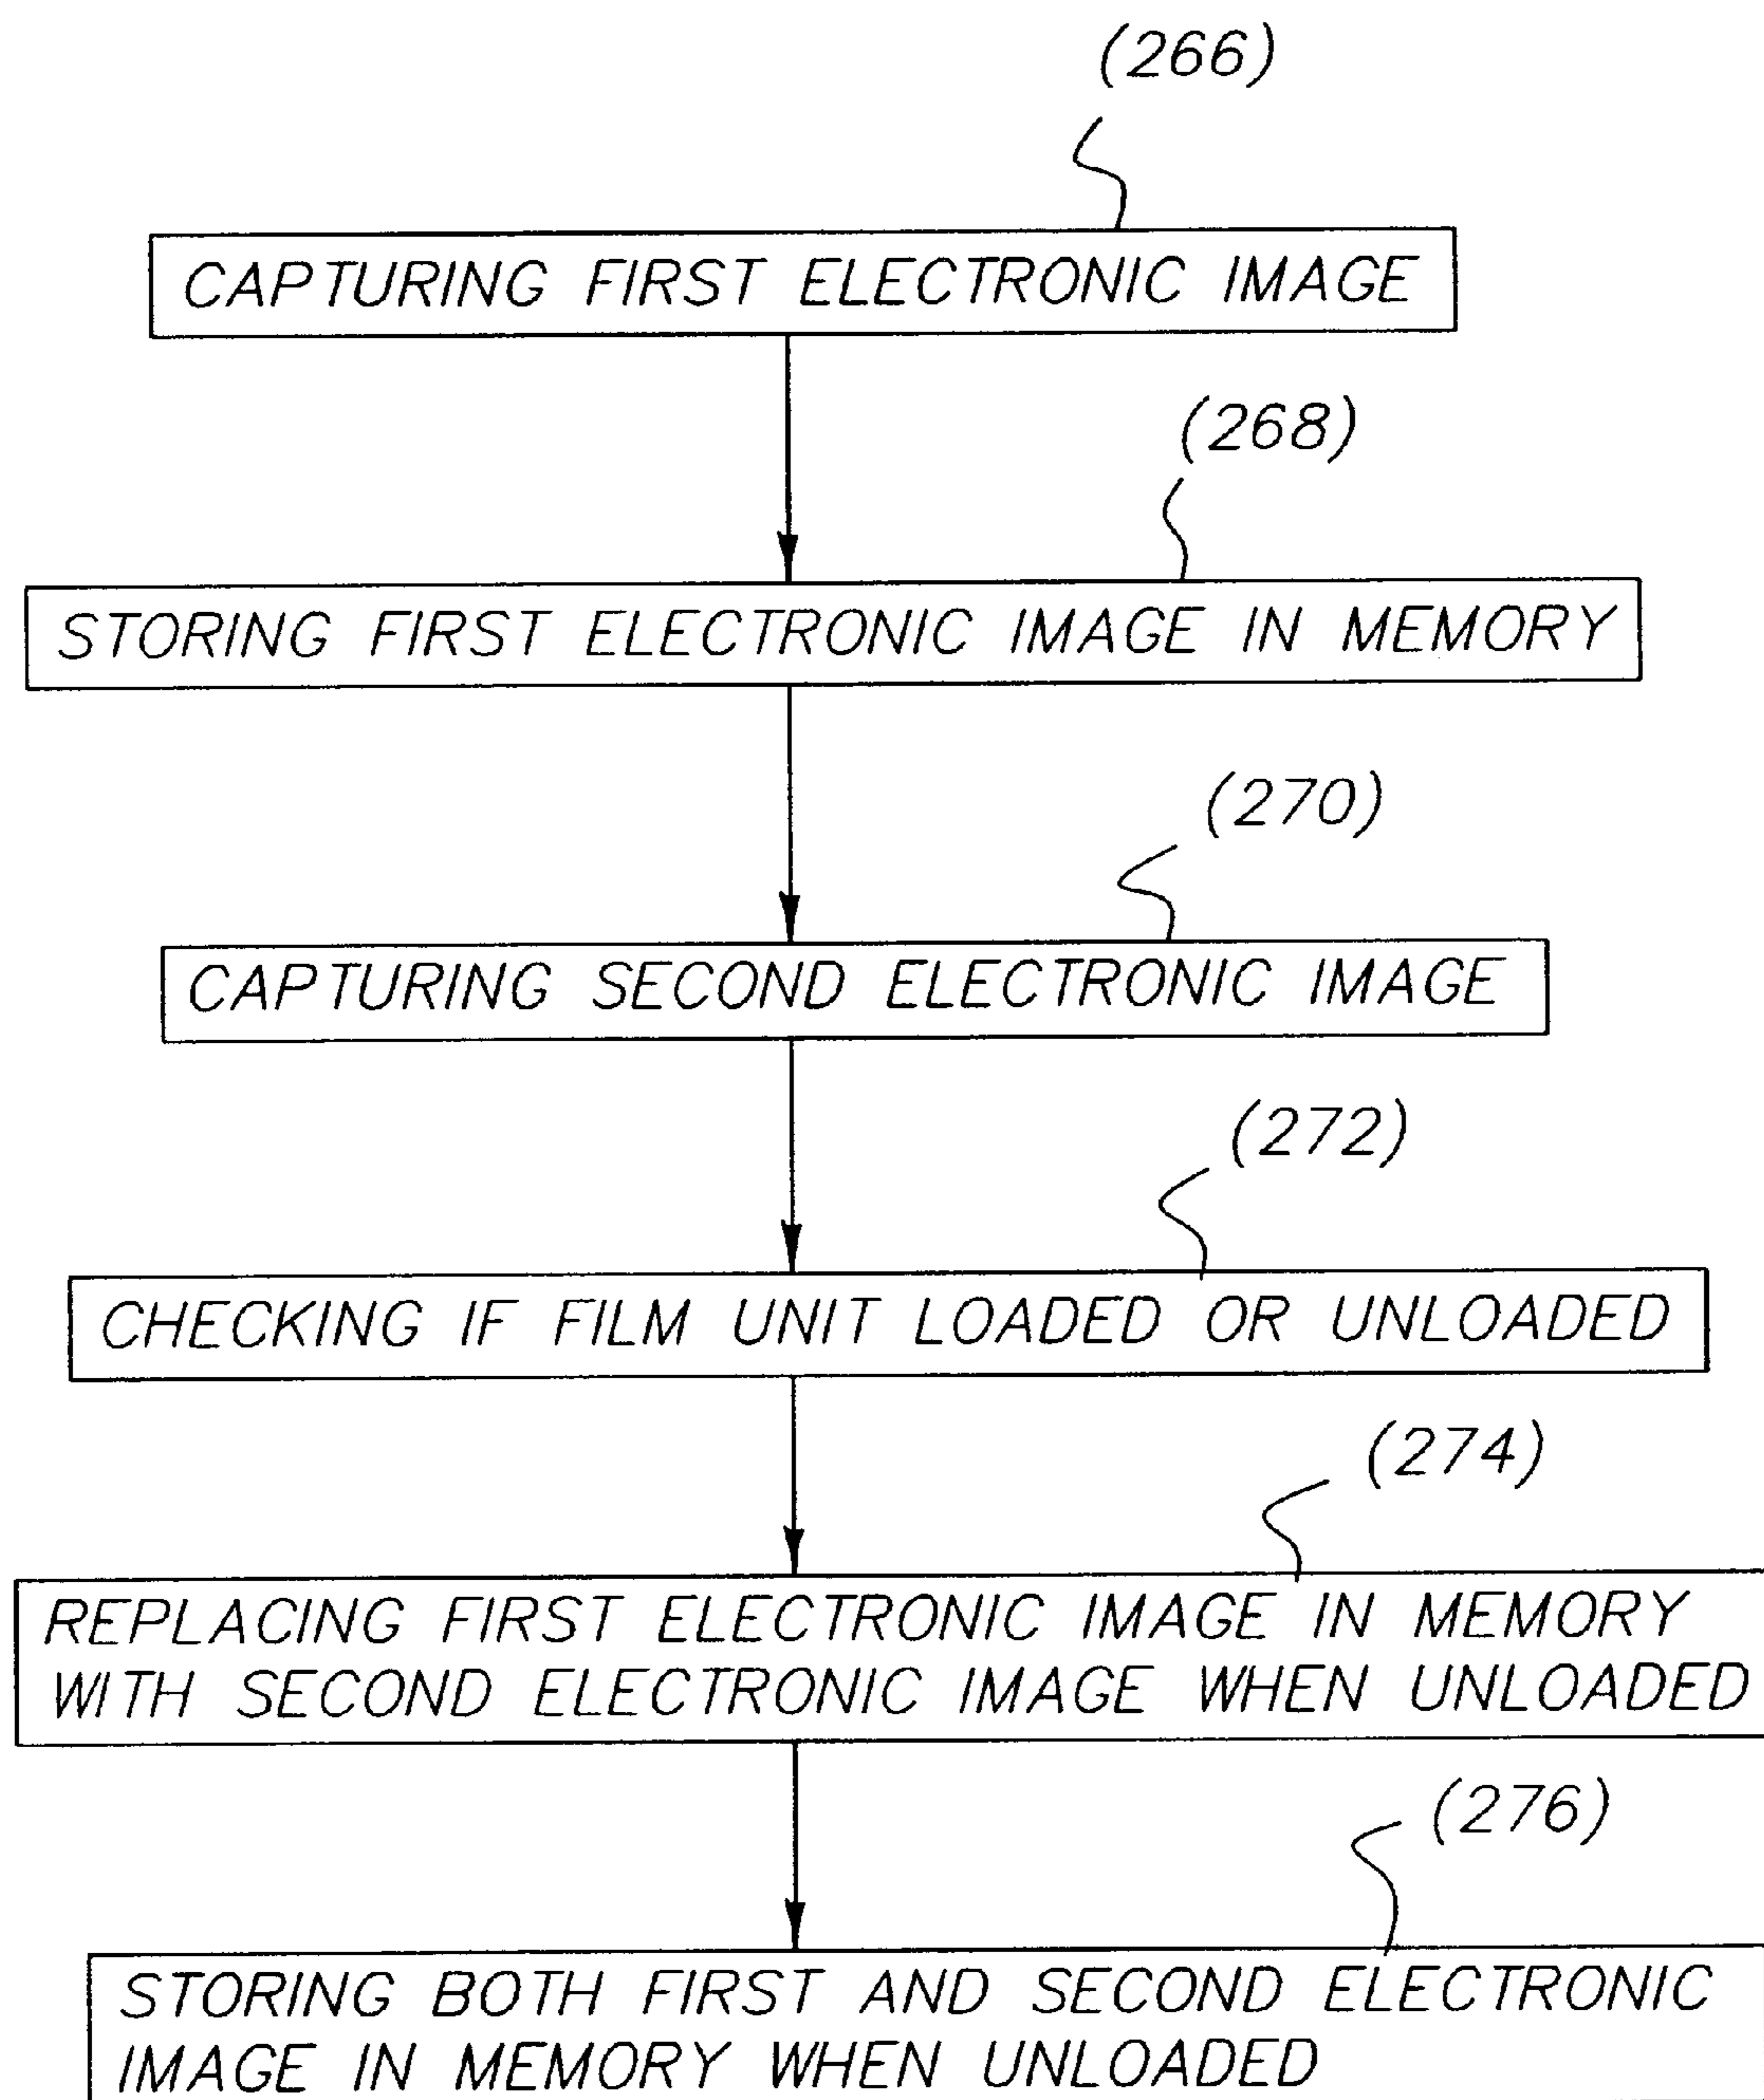 (266)
CAPTURING FIRST ELECTRONIC IMAGE
(268)
STORING FIRST ELECTRONIC IMAGE IN MEMORY
(270)
CAPTURING SECOND ELECTRONIC IMAGE
(272)
CHECKING IF FILM UNIT LOADED OR UNLOADED
(274)
REPLACING FIRST ELECTRONIC IMAGE IN MEMORY
WITH SECOND ELECTRONIC IMAGE WHEN UNLOADED
(276)
STORING BOTH FIRST AND SECOND ELECTRONIC
IMAGE IN MEMORY WHEN UNLOADED